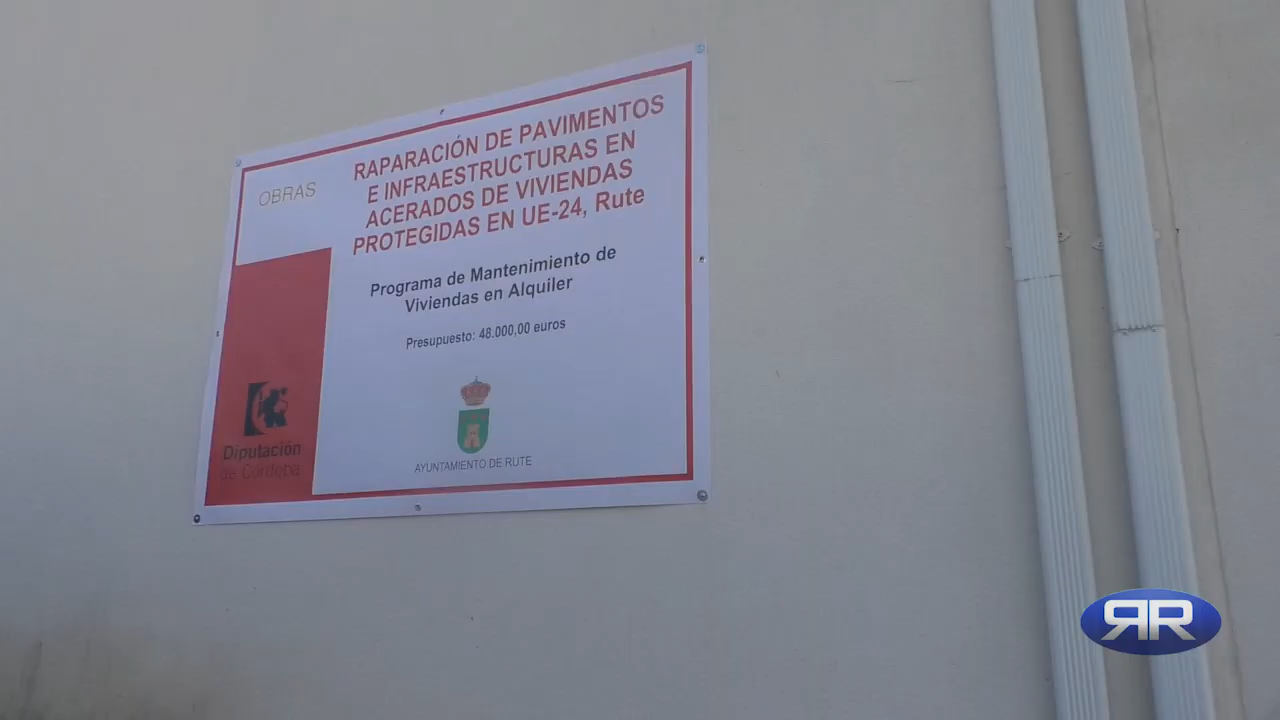 OBRAS
RAPARACIÓN DE PAVIMENTOS
E INFRAESTRUCTURAS EN
ACERADOS DE VIVIENDAS
PROTEGIDAS EN UE-24, Rute
Programa de Mantenimiento de
Viviendas en Alquiler
Presupuesto: 48.000,00 euros
Diputación
de Córdoba
AYUNTAMIENTO DE RUTE
RR